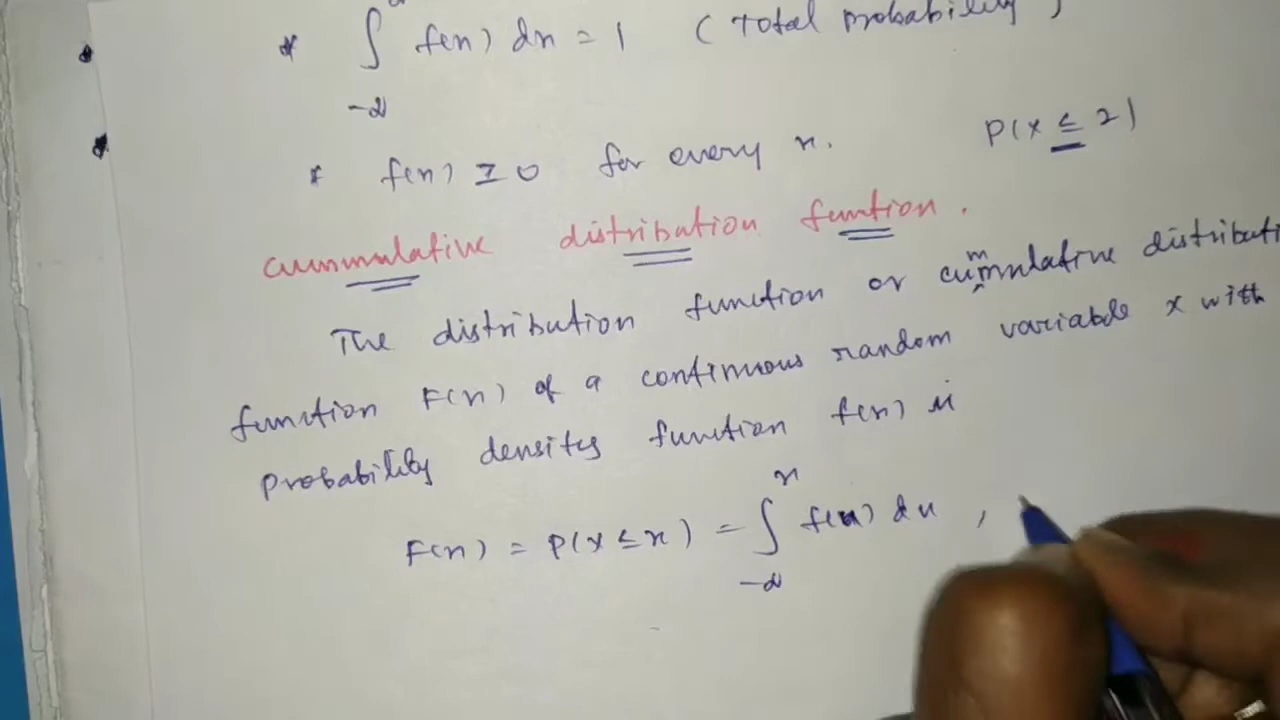 * ∫ f(x) dx = 1 (Total probability)
-∞
* f(x) ≥ 0 for every x. P(X ≤ 2)
cummulative distribution funtion.
The distribution function or cummulative distributi
function F(x) of a continuous random variable X with
probability density function f(x) is
F(x) = P(X ≤ x) = ∫ f(u) du ,
x
-∞